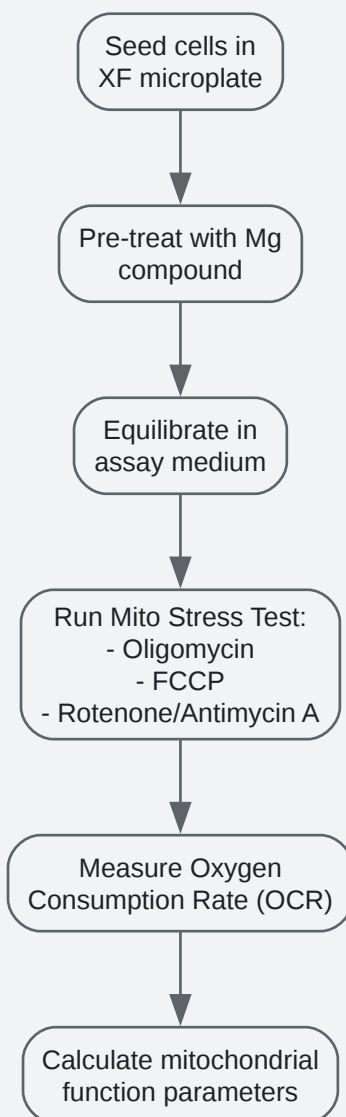 Seed cells in
XF microplate
Pre-treat with Mg
compound
Equilibrate in
assay medium
Run Mito Stress Test:
- Oligomycin
- FCCP
- Rotenone/Antimycin A
Measure Oxygen
Consumption Rate (OCR)
Calculate mitochondrial
function parameters